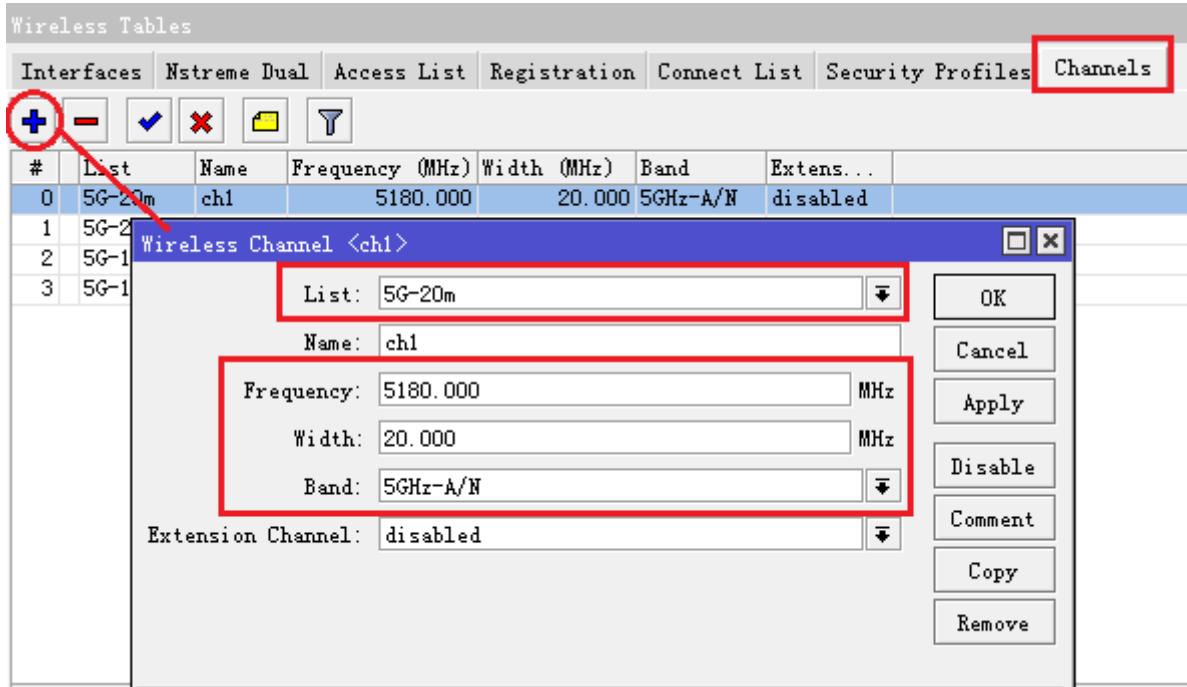 Wireless Tables
Interfaces Nstreme Dual Access List Registration Connect List Security Profiles Channels
# List Name Frequency (MHz) Width (MHz) Band Extens...
0 5G-20m ch1 5180.000 20.000 5GHz-A/N disabled
1 5G-2
2 5G-1
3 5G-1
Wireless Channel <ch1>
List: 5G-20m
OK
Name: ch1
Cancel
Frequency: 5180.000 MHz
Apply
Width: 20.000 MHz
Disable
Band: 5GHz-A/N
Comment
Extension Channel: disabled
Copy
Remove